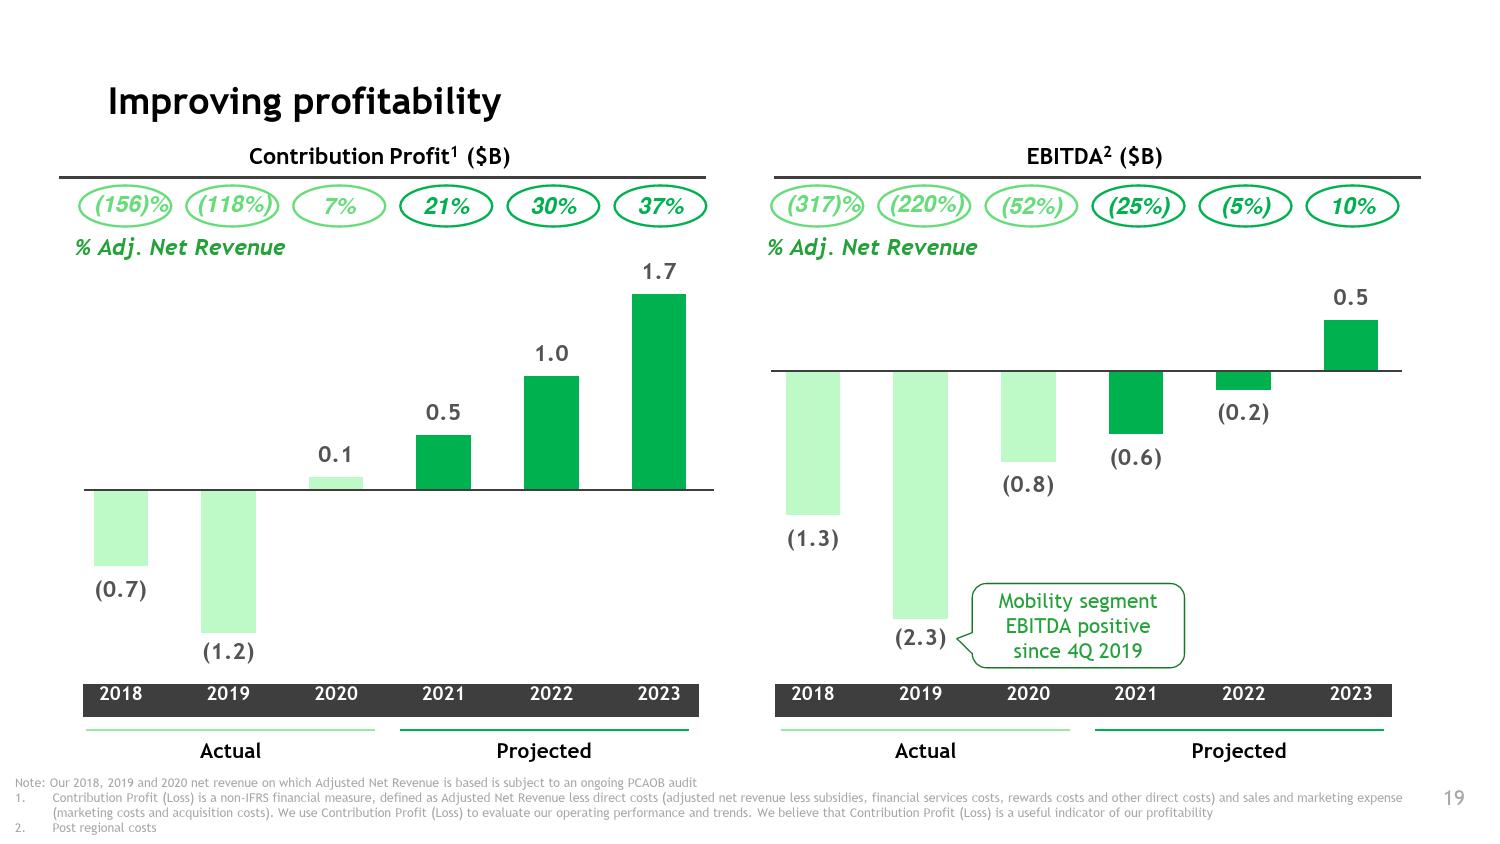 Improving profitability
Contribution Profit¹ ($B)
(156)% (118%) 7% 21% 30% 37%
% Adj. Net Revenue
1.7
1.0
0.5
0.1
(0.7)
(1.2)
2018 2019 2020 2021 2022 2023
Actual Projected
EBITDA² ($B)
(317)% (220%) (52%) (25%) (5%) 10%
% Adj. Net Revenue
0.5
(0.2)
(0.6)
(0.8)
(1.3)
(2.3)
Mobility segment
EBITDA positive
since 4Q 2019
2018 2019 2020 2021 2022 2023
Actual Projected
Note: Our 2018, 2019 and 2020 net revenue on which Adjusted Net Revenue is based is subject to an ongoing PCAOB audit
1. Contribution Profit (Loss) is a non-IFRS financial measure, defined as Adjusted Net Revenue less direct costs (adjusted net revenue less subsidies, financial services costs, rewards costs and other direct costs) and sales and marketing expense
(marketing costs and acquisition costs). We use Contribution Profit (Loss) to evaluate our operating performance and trends. We believe that Contribution Profit (Loss) is a useful indicator of our profitability
2. Post regional costs
19